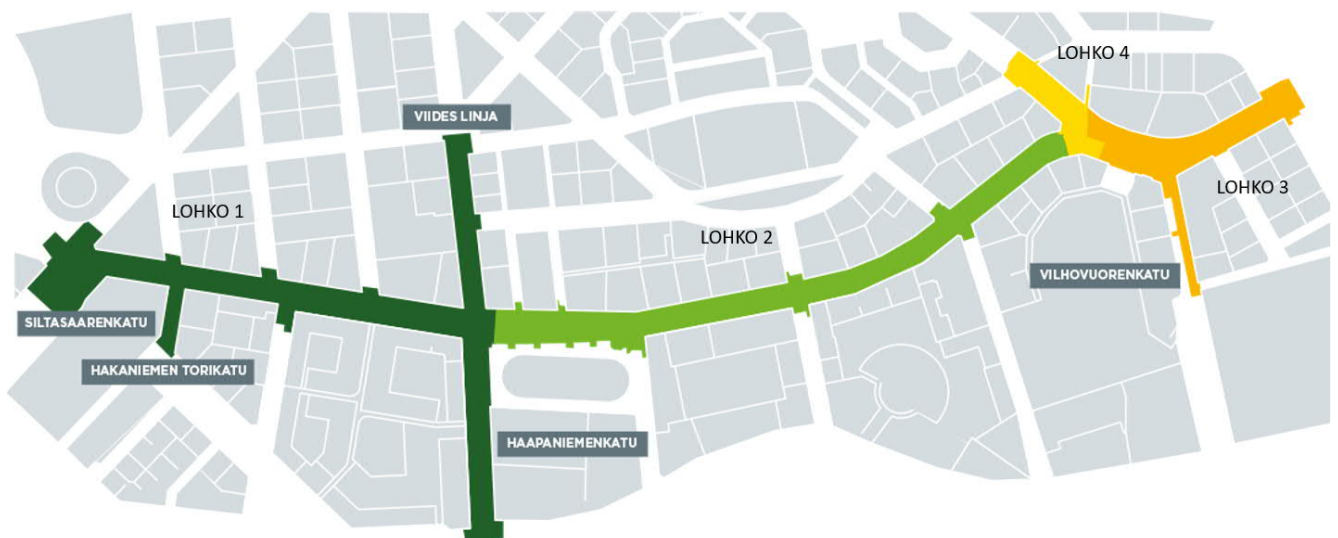 LOHKO 4
VIIDES LINJA
LOHKO 3
LOHKO 1
LOHKO 2
VILHOVUORENKATU
SILTASAARENKATU
HAKANIEMEN TORIKATU
HAAPANIEMENKATU